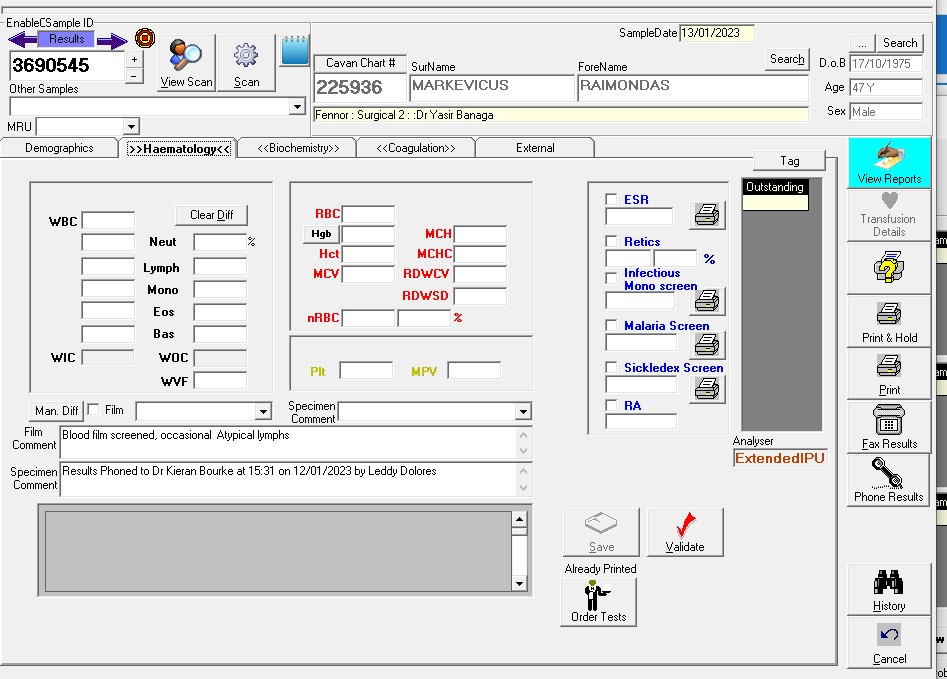 EnableCSample ID
Results
3690545
+
-
Other Samples
MRU
View Scan
Scan
SampleDate 13/01/2023
Cavan Chart #
SurName
ForeName
Search
225936
MARKEVICUS
RAIMONDAS
Fennor : Surgical 2 : :Dr Yasir Banaga
...
Search
D.o.B 17/10/1975
Age 47 Y
Sex Male
Demographics
>>Haematology<<
<<Biochemistry>>
<<Coagulation>>
External
Tag
WBC
Clear Diff
Neut
%
Lymph
Mono
Eos
Bas
WIC
WOC
WVF
RBC
Hgb
MCH
Hct
MCHC
MCV
RDWCV
RDWSD
nRBC
%
Plt
MPV
ESR
Retics
%
Infectious
Mono screen
Malaria Screen
Sickledex Screen
RA
Outstanding
Analyser
ExtendedIPU
Man. Diff
Film
Specimen
Comment
Film
Comment
Blood film screened, occasional  Atypical lymphs
Specimen
Comment
Results Phoned to Dr Kieran Bourke at 15:31 on 12/01/2023 by Leddy Dolores
Save
Validate
Already Printed
Order Tests
View Reports
Transfusion
Details
Print & Hold
Print
Fax Results
Phone Results
History
Cancel
am
am
am
w
ot